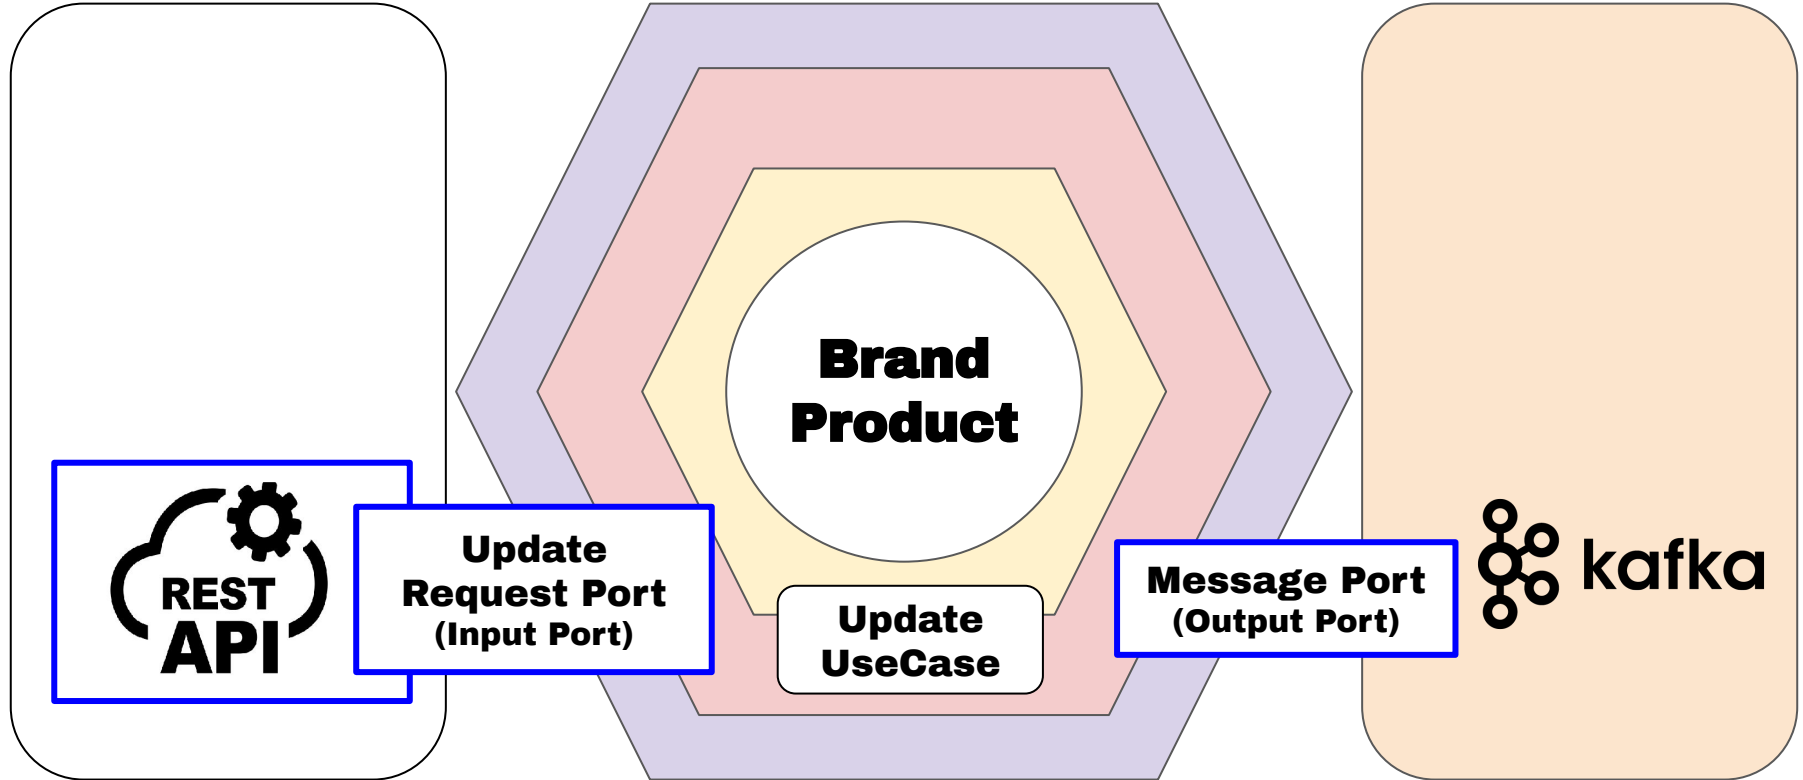 Brand
Product
REST
API
Update
Request Port
(Input Port)
Update
UseCase
Message Port
(Output Port)
kafka